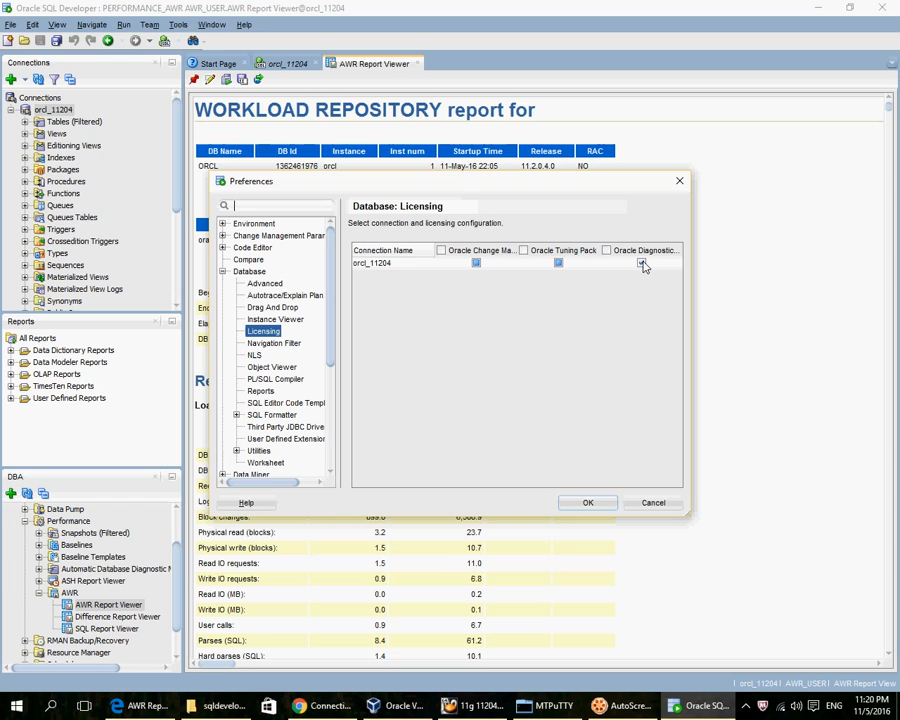 Oracle SQL Developer : PERFORMANCE_AWR AWR_USER.AWR Report Viewer@orcl_11204
File Edit View Navigate Run Team Tools Window Help
Connections
Start Page
orcl_11204
AWR Report Viewer
Connections
orcl_11204
Tables (Filtered)
Views
Editioning Views
Indexes
Packages
Procedures
Functions
Queues
Queues Tables
Triggers
Crossedition Triggers
Types
Sequences
Materialized Views
Materialized View Logs
Synonyms
Reports
All Reports
Data Dictionary Reports
Data Modeler Reports
OLAP Reports
TimesTen Reports
User Defined Reports
DBA
Data Pump
Performance
Snapshots (Filtered)
Baselines
Baseline Templates
Automatic Database Diagnostic M
ASH Report Viewer
AWR
AWR Report Viewer
Difference Report Viewer
SQL Report Viewer
RMAN Backup/Recovery
Resource Manager
WORKLOAD REPOSITORY report for
DB Name DB Id Instance Inst num Startup Time Release RAC
ORCL 1362461976 orcl 1 11-May-16 22:05 11.2.0.4.0 NO
Preferences
Environment
Change Management Parar
Code Editor
Compare
Database
Advanced
Autotrace/Explain Plan
Drag And Drop
Instance Viewer
Licensing
Navigation Filter
NLS
Object Viewer
PL/SQL Compiler
Reports
SQL Editor Code Templ
SQL Formatter
Third Party JDBC Drive
User Defined Extension
Utilities
Worksheet
Data Miner
Database: Licensing
Select connection and licensing configuration.
Connection Name Oracle Change Ma... Oracle Tuning Pack Oracle Diagnostic...
orcl_11204
Help OK Cancel
Block changes: 899.6
Physical read (blocks): 3.2 23.7
Physical write (blocks): 1.5 10.7
Read IO requests: 1.5 11.0
Write IO requests: 0.9 6.8
Read IO (MB): 0.0 0.2
Write IO (MB): 0.0 0.1
User calls: 0.9 6.7
Parses (SQL): 8.4 61.2
Hard parses (SQL): 1.4 10.1
orcl_11204 | AWR_USER | AWR Report View
AWR Rep...
sqldevelo...
Connecti...
Oracle V...
11g 11204...
MTPuTTY
AutoScre...
Oracle SQ...
ENG
11:20 PM
11/5/2016